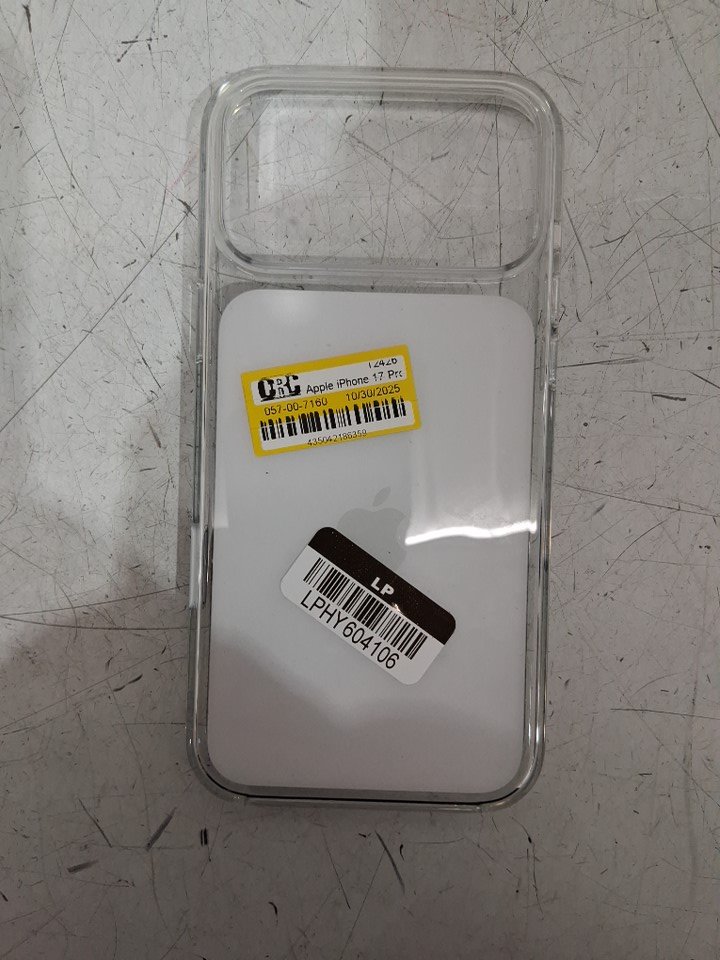 12426
CRC Apple iPhone 17 Pro
057-00-7160 10/30/2025
435042186359
LP
LPHY604106